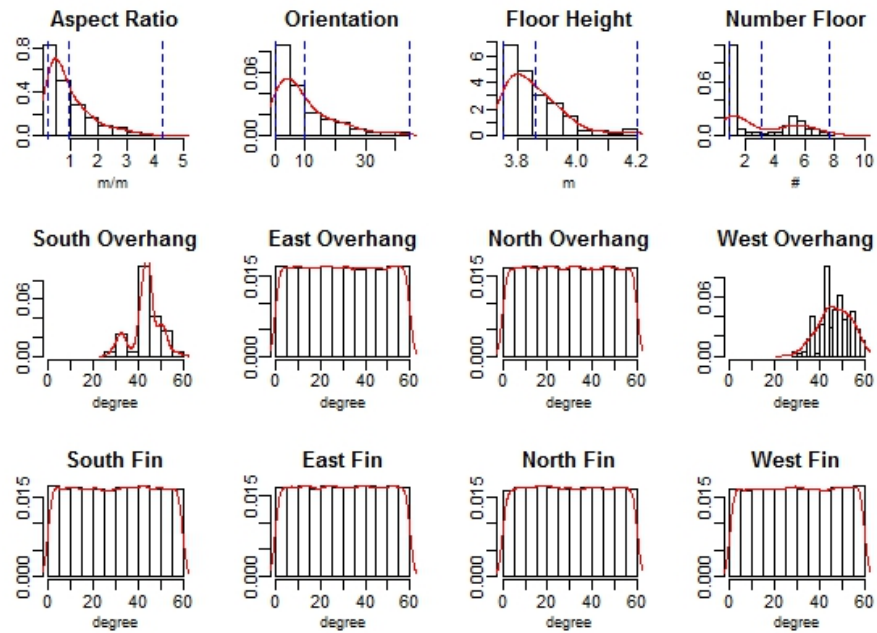 Aspect Ratio
0.0 0.4 0.8
1 2 3 4 5
m/m
Orientation
0.00 0.06
0 10 30
Floor Height
0 2 4 6
3.8 4.0 4.2
m
Number Floor
0.0 0.6
2 4 6 8 10
#
South Overhang
0.00 0.06
0 20 40 60
degree
East Overhang
0.000 0.015
0 20 40 60
degree
North Overhang
0.000 0.015
0 20 40 60
degree
West Overhang
0.00 0.06
0 20 40 60
degree
South Fin
0.000 0.015
0 20 40 60
degree
East Fin
0.000 0.015
0 20 40 60
degree
North Fin
0.000 0.015
0 20 40 60
degree
West Fin
0.000 0.015
0 20 40 60
degree